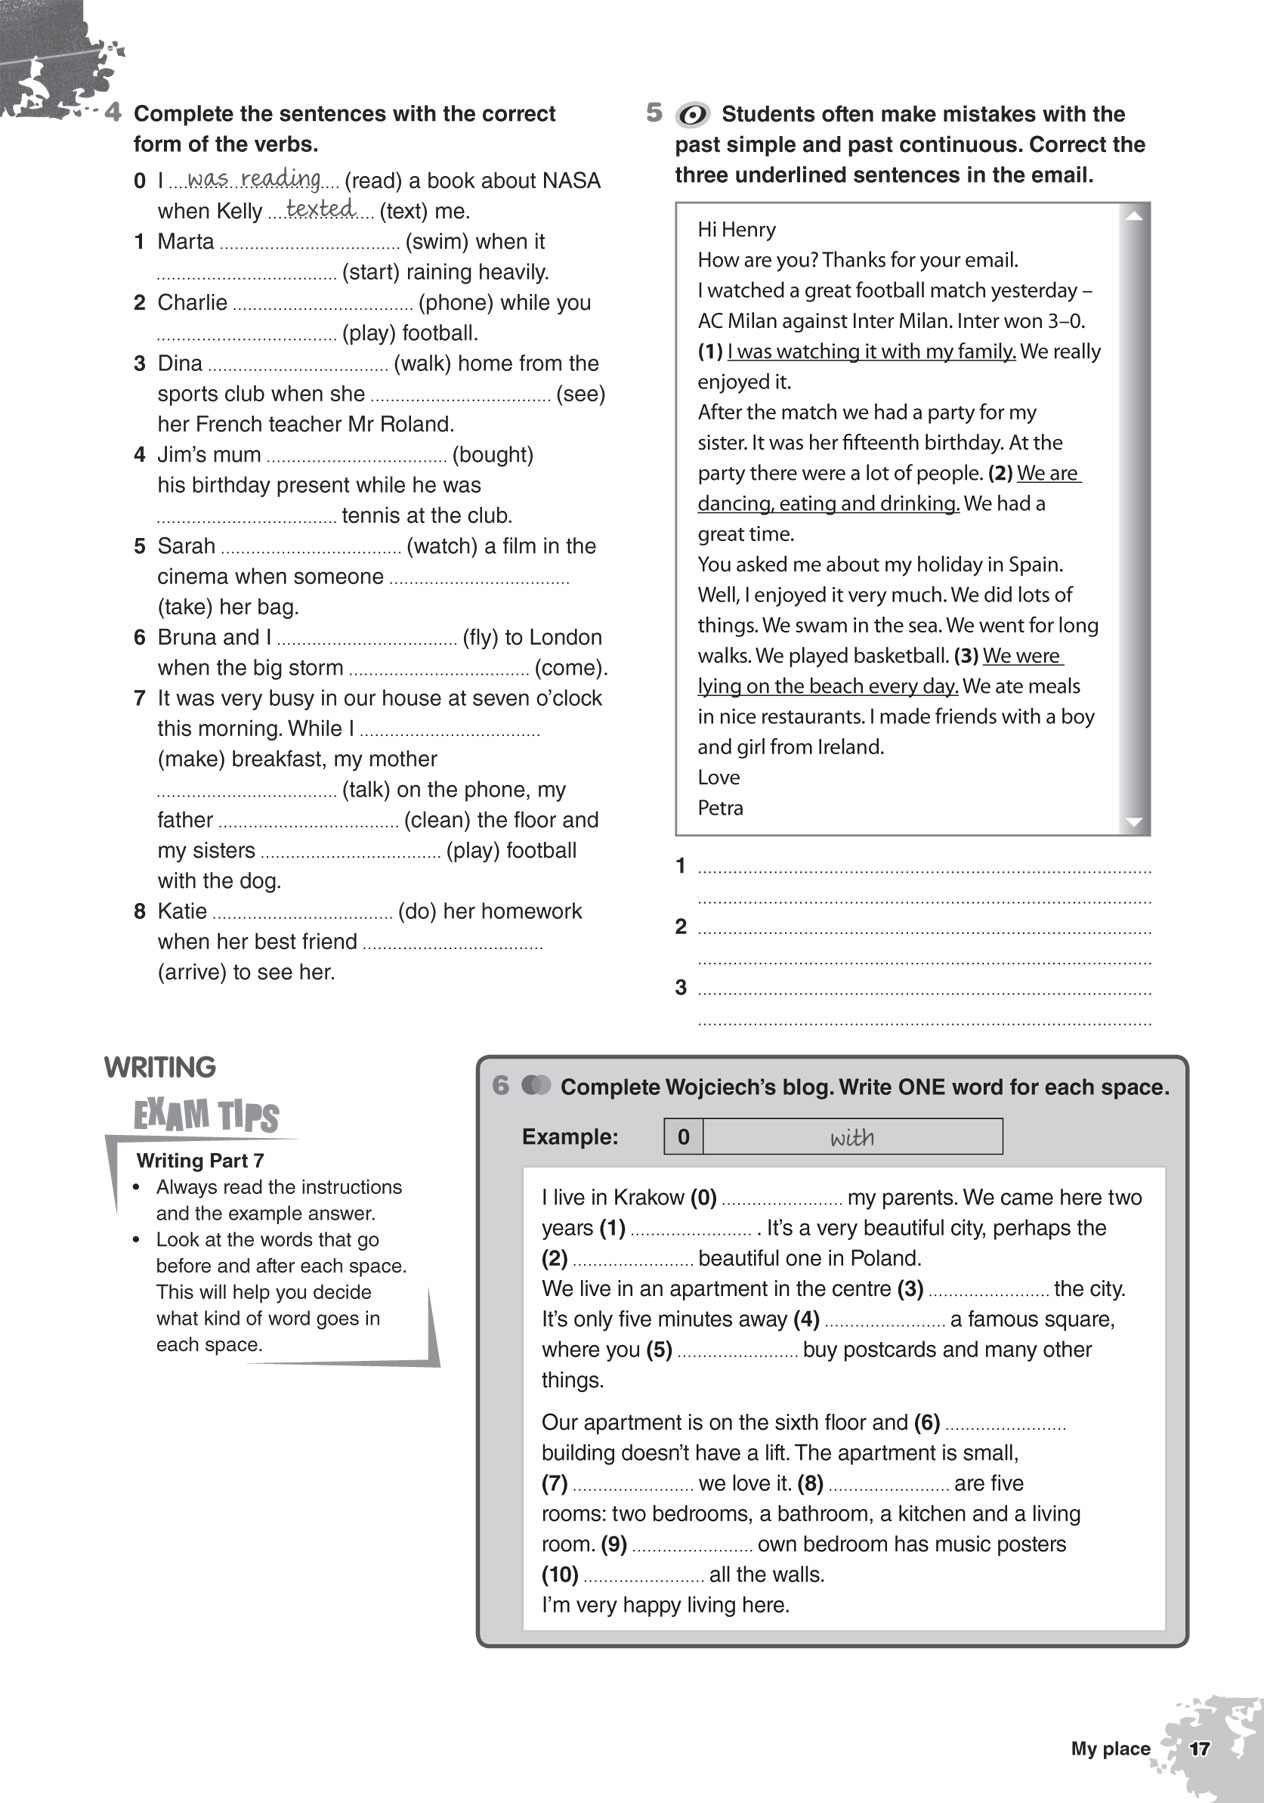 4 Complete the sentences with the correct
form of the verbs.
0 I was reading (read) a book about NASA
when Kelly texted (text) me.
1 Marta .................................... (swim) when it
.................................... (start) raining heavily.
2 Charlie .................................... (phone) while you
.................................... (play) football.
3 Dina .................................... (walk) home from the
sports club when she .................................... (see)
her French teacher Mr Roland.
4 Jim's mum .................................... (bought)
his birthday present while he was
.................................... tennis at the club.
5 Sarah .................................... (watch) a film in the
cinema when someone ....................................
(take) her bag.
6 Bruna and I .................................... (fly) to London
when the big storm .................................... (come).
7 It was very busy in our house at seven o'clock
this morning. While I ....................................
(make) breakfast, my mother
.................................... (talk) on the phone, my
father .................................... (clean) the floor and
my sisters .................................... (play) football
with the dog.
8 Katie .................................... (do) her homework
when her best friend ....................................
(arrive) to see her.
5 Students often make mistakes with the
past simple and past continuous. Correct the
three underlined sentences in the email.
Hi Henry
How are you? Thanks for your email.
I watched a great football match yesterday –
AC Milan against Inter Milan. Inter won 3–0.
(1) I was watching it with my family. We really
enjoyed it.
After the match we had a party for my
sister. It was her fifteenth birthday. At the
party there were a lot of people. (2) We are
dancing, eating and drinking. We had a
great time.
You asked me about my holiday in Spain.
Well, I enjoyed it very much. We did lots of
things. We swam in the sea. We went for long
walks. We played basketball. (3) We were
lying on the beach every day. We ate meals
in nice restaurants. I made friends with a boy
and girl from Ireland.
Love
Petra
1 ....................................
....................................
2 ....................................
....................................
3 ....................................
....................................
WRITING
EXAM TIPS
Writing Part 7
• Always read the instructions
and the example answer.
• Look at the words that go
before and after each space.
This will help you decide
what kind of word goes in
each space.
6 Complete Wojciech's blog. Write ONE word for each space.
Example: 0 with
I live in Krakow (0) ........................ my parents. We came here two
years (1) ........................ . It's a very beautiful city, perhaps the
(2) ........................ beautiful one in Poland.
We live in an apartment in the centre (3) ........................ the city.
It's only five minutes away (4) ........................ a famous square,
where you (5) ........................ buy postcards and many other
things.
Our apartment is on the sixth floor and (6) ........................
building doesn't have a lift. The apartment is small,
(7) ........................ we love it. (8) ........................ are five
rooms: two bedrooms, a bathroom, a kitchen and a living
room. (9) ........................ own bedroom has music posters
(10) ........................ all the walls.
I'm very happy living here.
My place 17